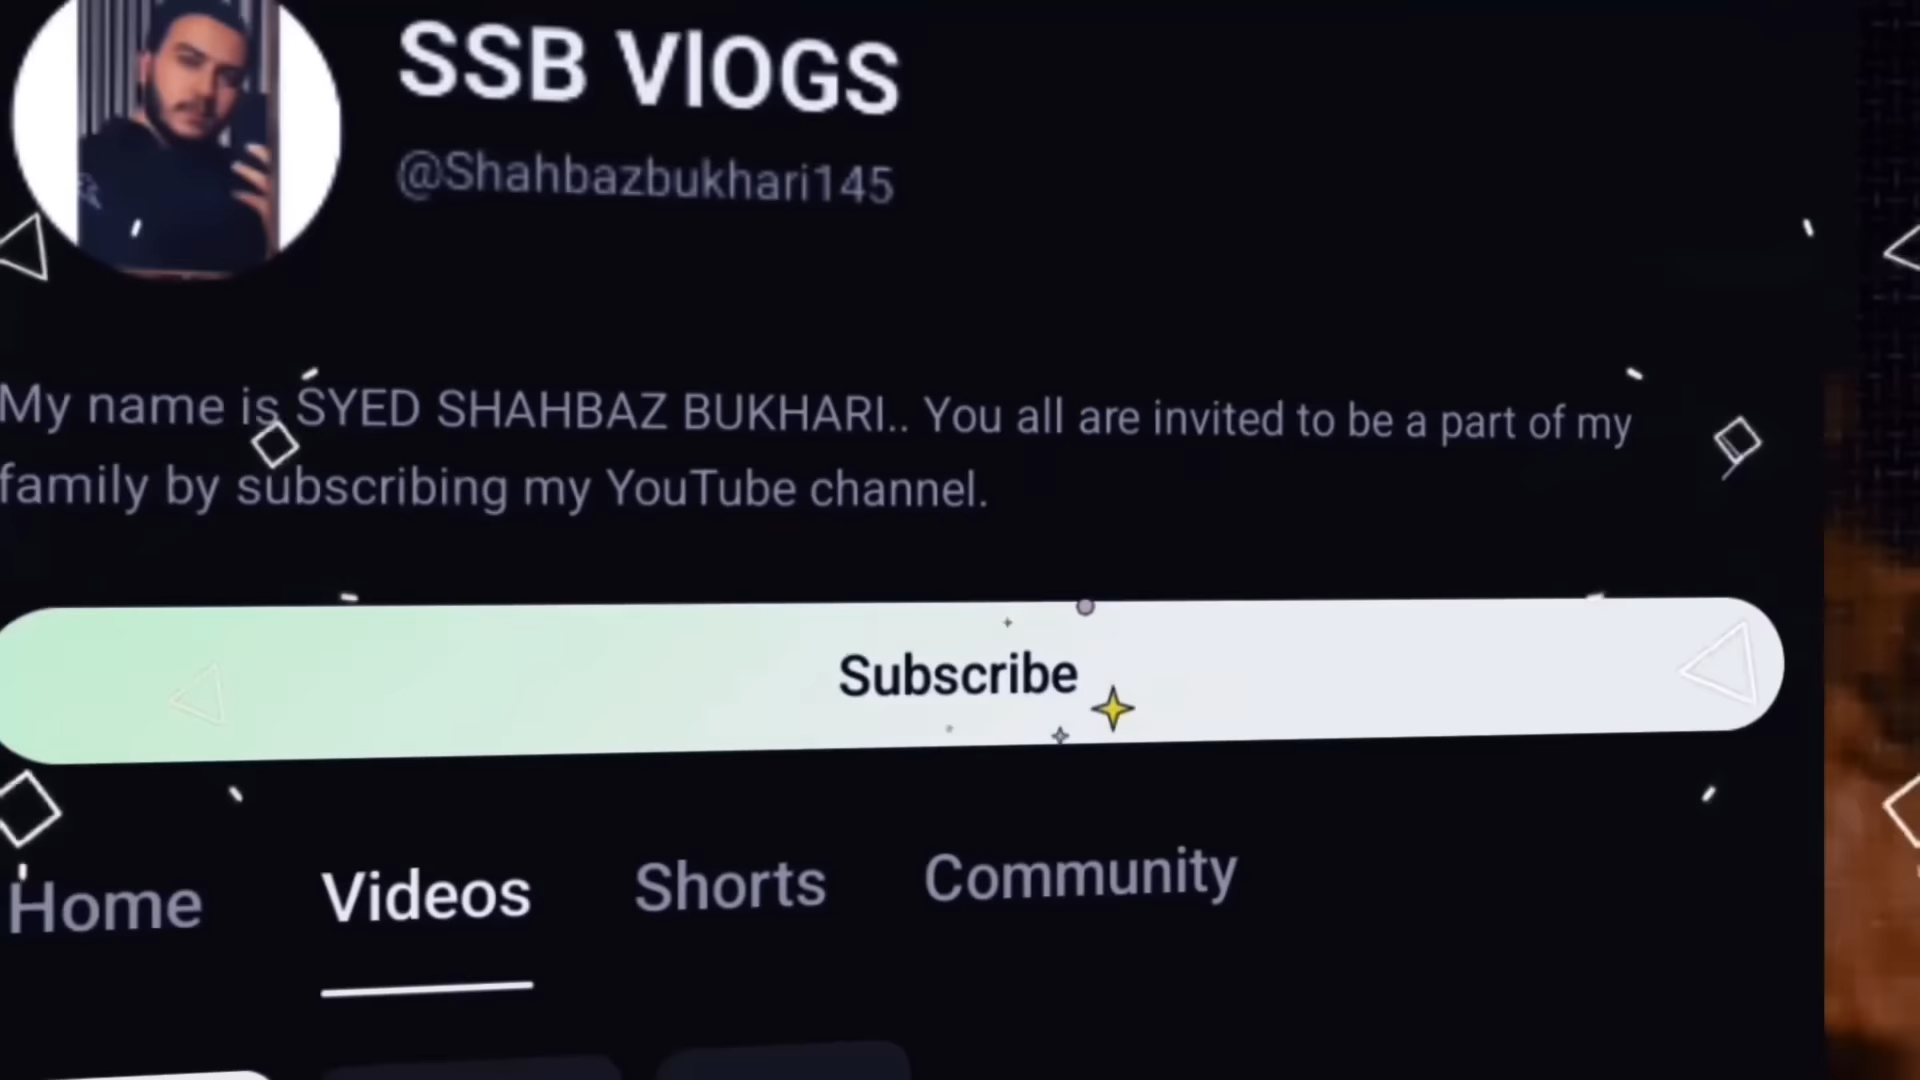 SSB VlOGS
@Shahbazbukhari145
My name is SYED SHAHBAZ BUKHARI.. You all are invited to be a part of my
family by subscribing my YouTube channel.
Subscribe
Home Videos Shorts Community